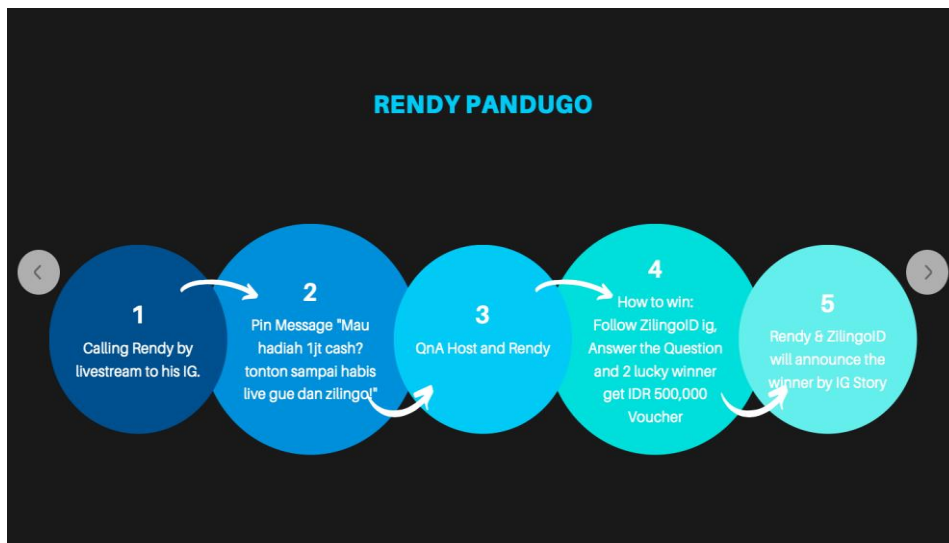 RENDY PANDUGO
1
Calling Rendy by
livestream to his IG.
2
Pin Message "Mau
hadiah 1jt cash?
tonton sampai habis
live gue dan zilingo!"
3
QnA Host and Rendy
4
How to win:
Follow ZilingoID ig,
Answer the Question
and 2 lucky winner
get IDR 500,000
Voucher
5
Rendy & ZilingoID
will announce the
winner by IG Story